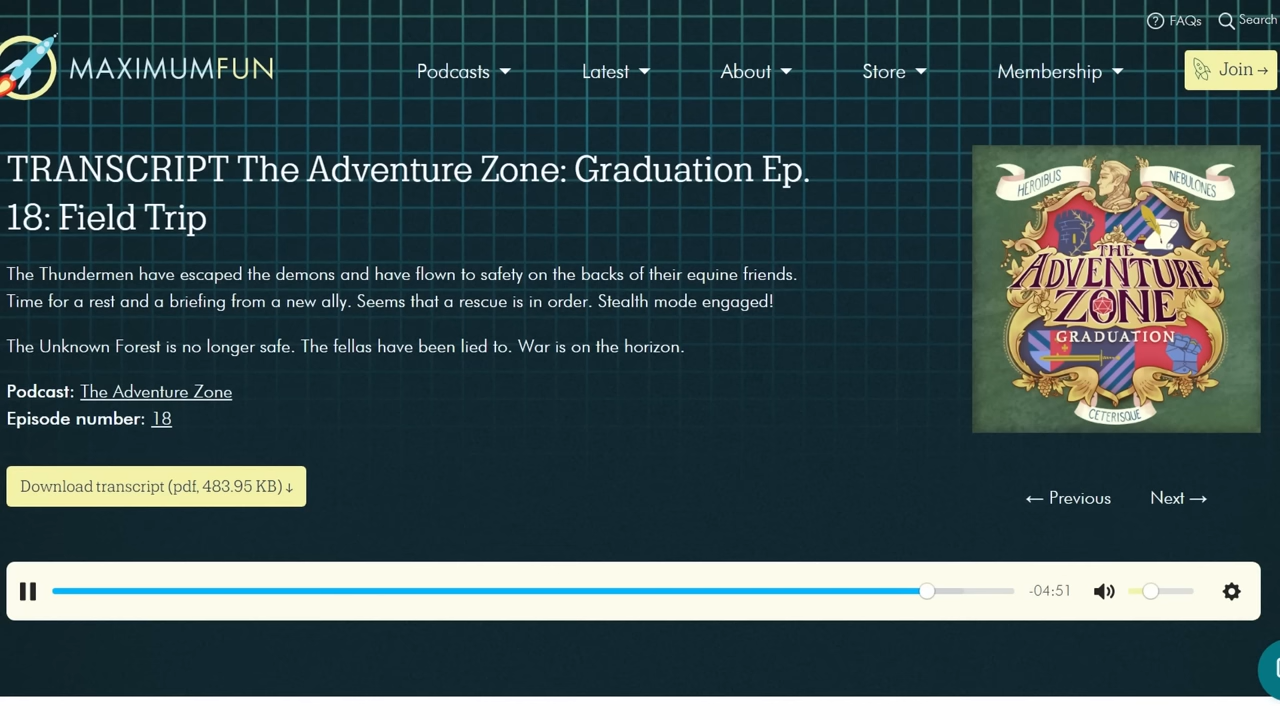 FAQs Search
MAXIMUMFUN
Podcasts Latest About Store Membership Join →
TRANSCRIPT The Adventure Zone: Graduation Ep.
18: Field Trip
The Thundermen have escaped the demons and have flown to safety on the backs of their equine friends.
Time for a rest and a briefing from a new ally. Seems that a rescue is in order. Stealth mode engaged!
The Unknown Forest is no longer safe. The fellas have been lied to. War is on the horizon.
Podcast: The Adventure Zone
Episode number: 18
Download transcript (pdf, 483.95 KB) ↓
HEROIBUS NEBULONES
THE
ADVENTURE
ZONE
GRADUATION
CETERISQUE
← Previous Next →
-04:51